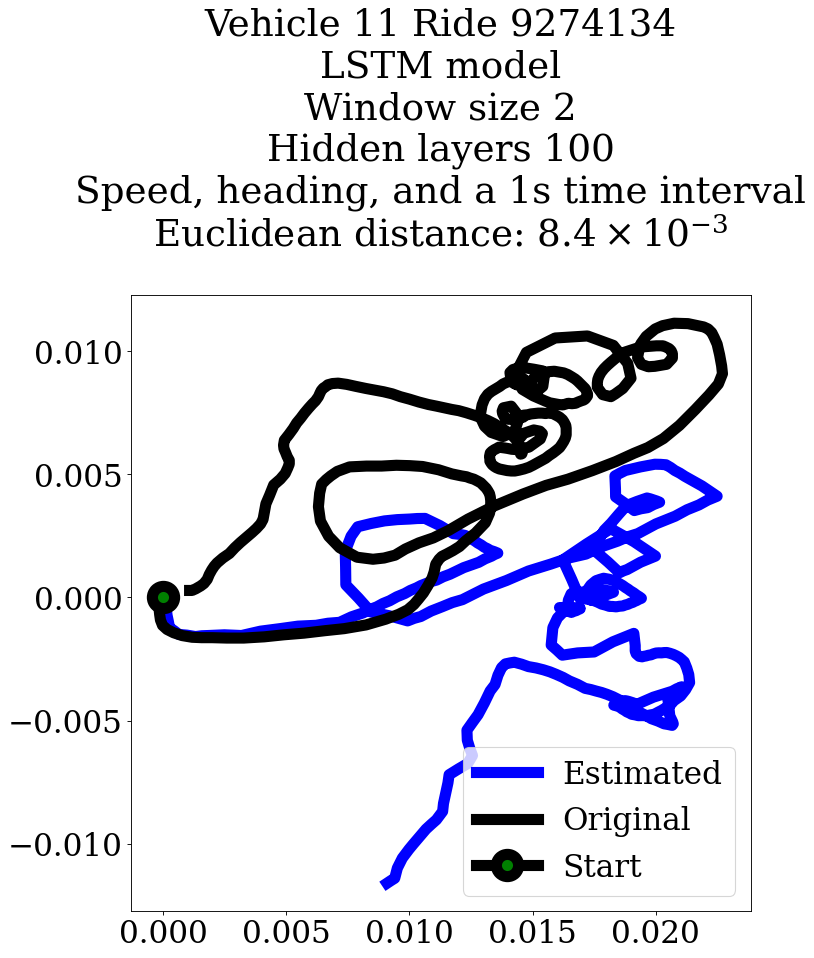 Vehicle 11 Ride 9274134
LSTM model
Window size 2
Hidden layers 100
Speed, heading, and a 1s time interval
Euclidean distance: 8.4 × 10⁻³
0.010
0.005
0.000
−0.005
−0.010
Estimated
Original
Start
0.000 0.005 0.010 0.015 0.020